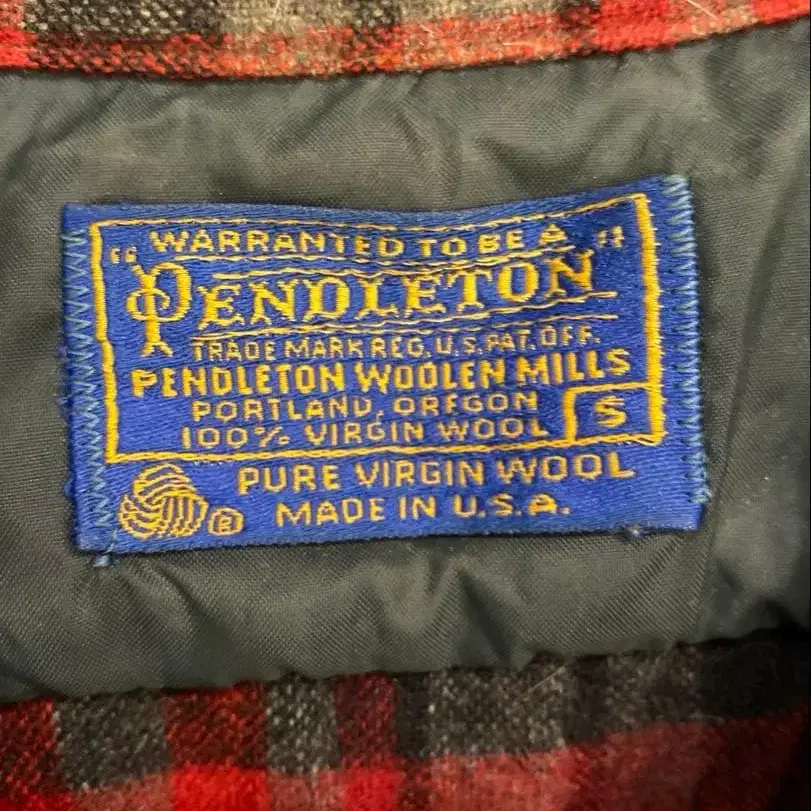 "WARRANTED TO BE A"
PENDLETON
TRADE MARK REG. U.S. PAT. OFF.
PENDLETON WOOLEN MILLS
PORTLAND, OREGON
100% VIRGIN WOOL S
PURE VIRGIN WOOL
® MADE IN U.S.A.